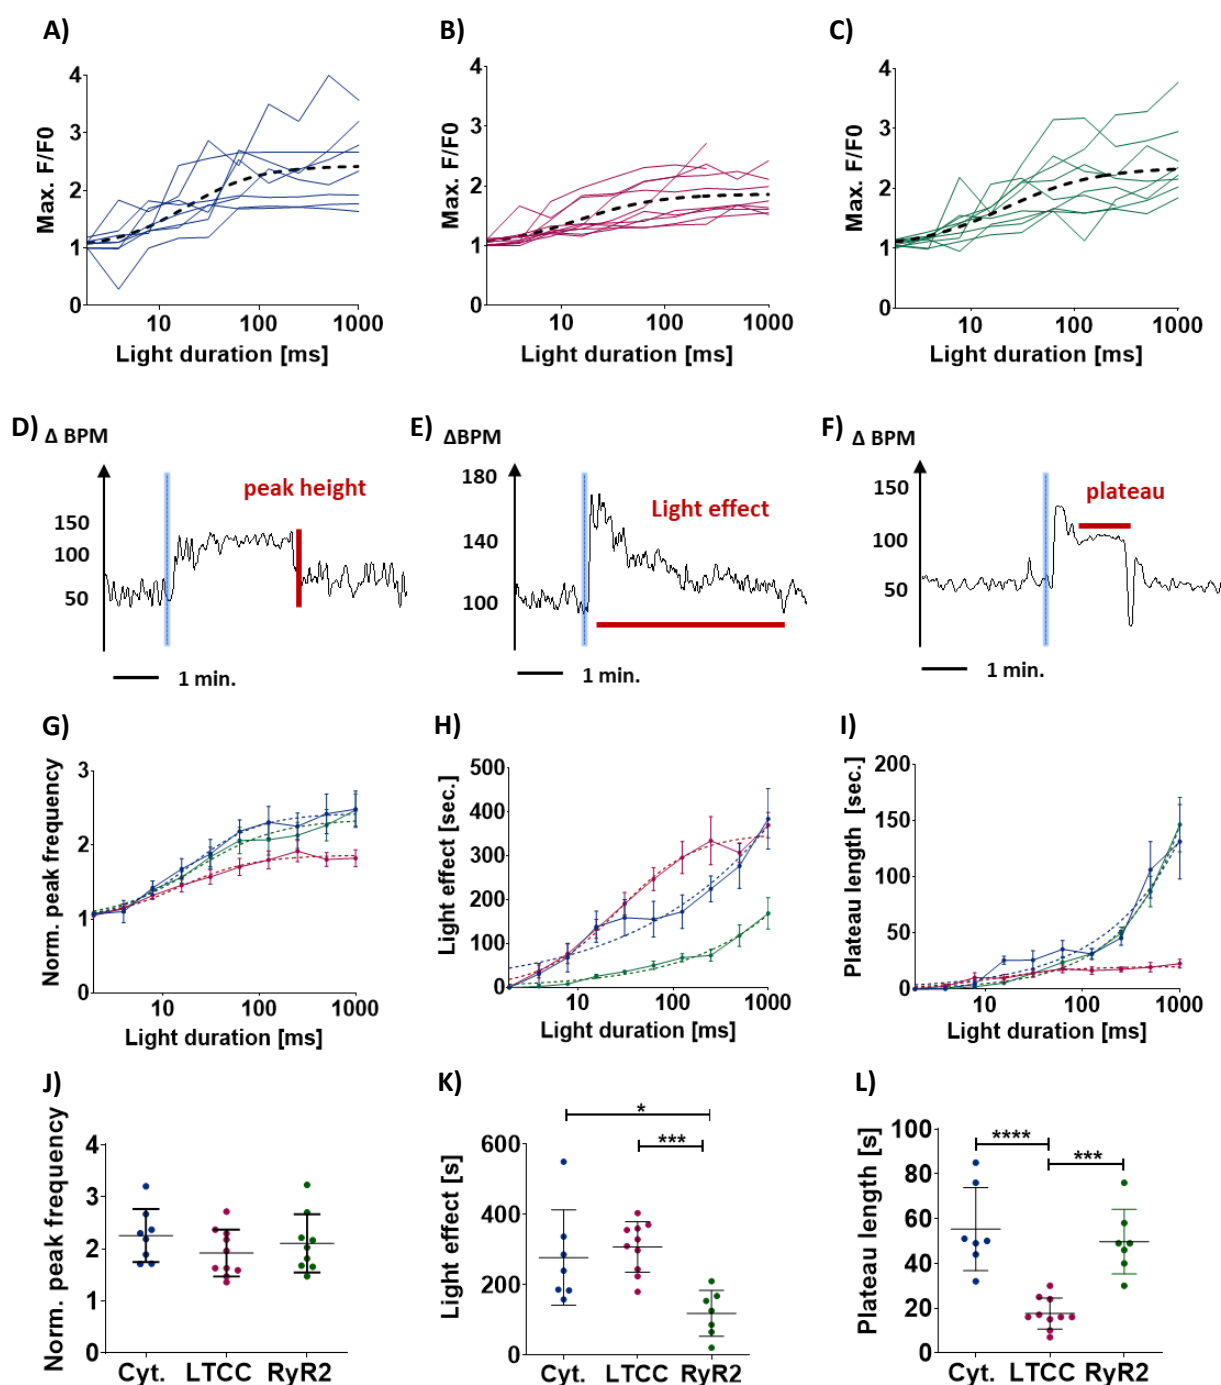 A)
Max. F/F0
4
3
2
1
0
10 100 1000
Light duration [ms]
B)
Max. F/F0
4
3
2
1
0
10 100 1000
Light duration [ms]
C)
Max. F/F0
4
3
2
1
0
10 100 1000
Light duration [ms]
D)
Δ BPM
peak height
150
100
50
1 min.
E)
ΔBPM
180
Light effect
140
100
1 min.
F)
Δ BPM
150
plateau
100
50
1 min.
G)
Norm. peak frequency
3
2
1
0
10 100 1000
Light duration [ms]
H)
Light effect [sec.]
500
400
300
200
100
0
10 100 1000
Light duration [ms]
I)
Plateau length [sec.]
200
150
100
50
0
10 100 1000
Light duration [ms]
J)
Norm. peak frequency
4
3
2
1
0
Cyt. LTCC RyR2
K)
Light effect [s]
*
***
600
400
200
0
Cyt. LTCC RyR2
L)
Plateau length [s]
****
***
100
80
60
40
20
0
Cyt. LTCC RyR2